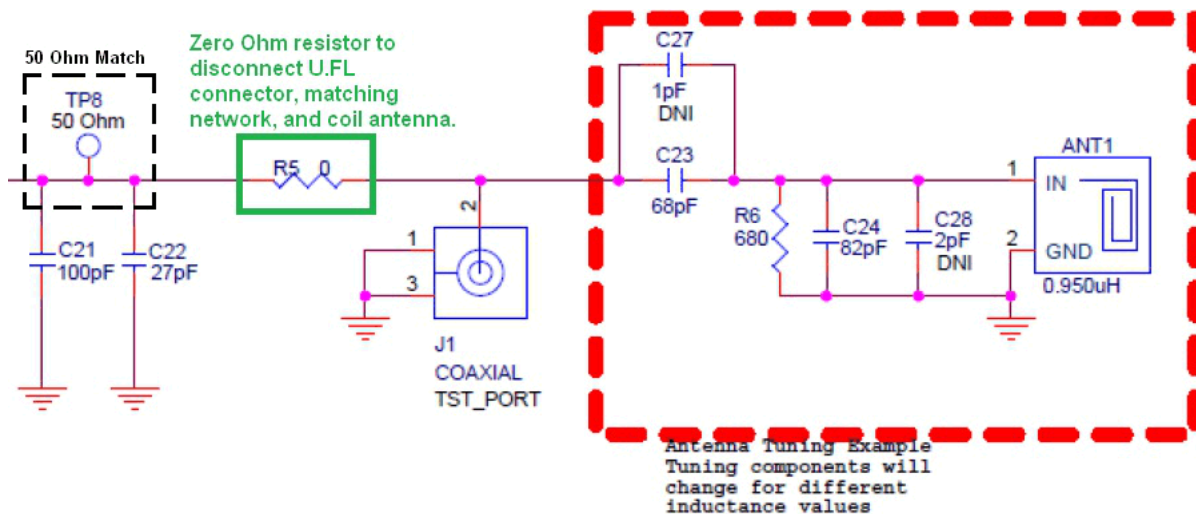 50 Ohm Match
TP8
50 Ohm
C21
100pF
C22
27pF
Zero Ohm resistor to
disconnect U.FL
connector, matching
network, and coil antenna.
R5 0
2
1
3
J1
COAXIAL
TST_PORT
C27
1pF
DNI
C23
68pF
R6
680
C24
82pF
C28
2pF
DNI
ANT1
1
IN
2
GND
0.950uH
Antenna Tuning Example
Tuning components will
change for different
inductance values